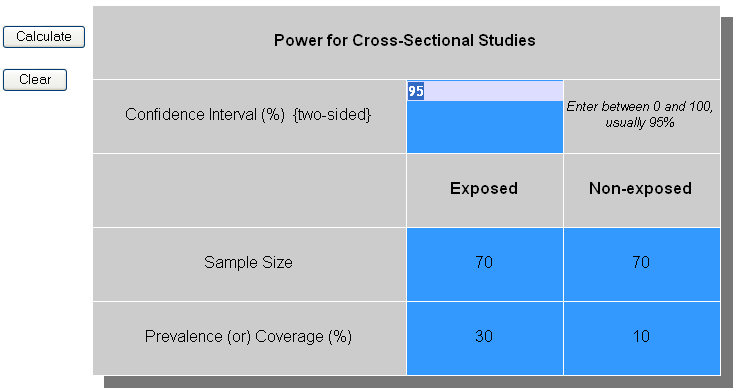 Calculate
Clear
Power for Cross-Sectional Studies
Confidence Interval (%) {two-sided}
95
Enter between 0 and 100,
usually 95%
Exposed
Non-exposed
Sample Size
70
70
Prevalence (or) Coverage (%)
30
10